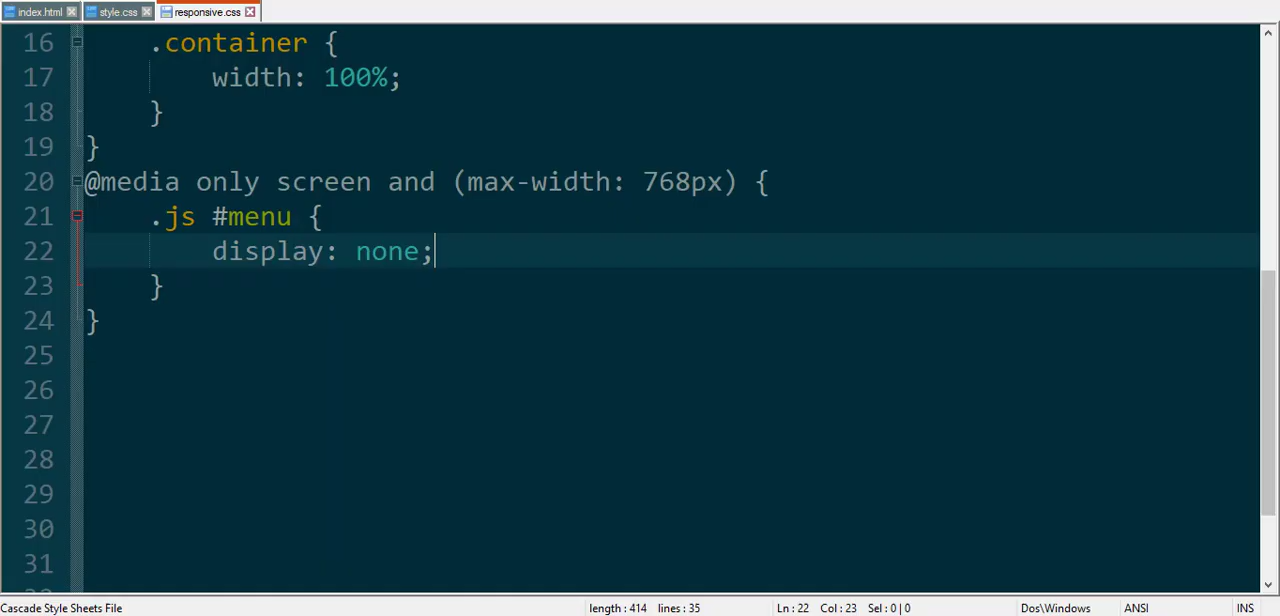 index.html style.css responsive.css
16 .container {
17 width: 100%;
18 }
19 }
20 @media only screen and (max-width: 768px) {
21 .js #menu {
22 display: none;
23 }
24 }
25
26
27
28
29
30
31
Cascade Style Sheets File length : 414 lines : 35 Ln : 22 Col : 23 Sel : 0 | 0 Dos\Windows ANSI INS